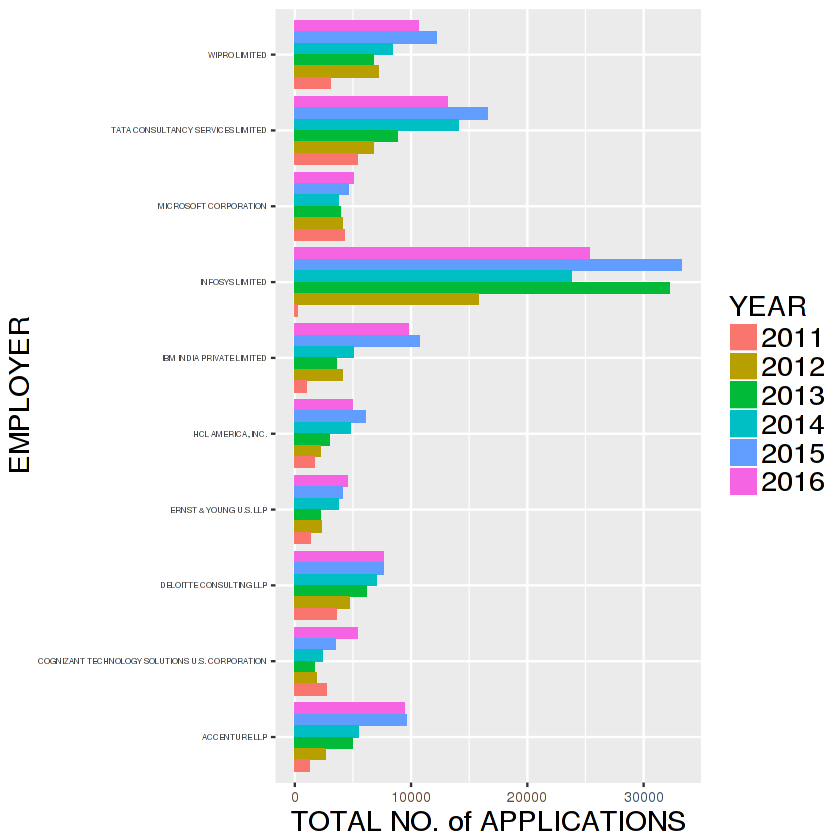 WIPRO LIMITED
TATA CONSULTANCY SERVICES LIMITED
MICROSOFT CORPORATION
INFOSYS LIMITED
IBM INDIA PRIVATE LIMITED
HCL AMERICA, INC.
ERNST & YOUNG U.S. LLP
DELOITTE CONSULTING LLP
COGNIZANT TECHNOLOGY SOLUTIONS U.S. CORPORATION
ACCENTURE LLP
EMPLOYER
0 10000 20000 30000
TOTAL NO. of APPLICATIONS
YEAR
2011
2012
2013
2014
2015
2016